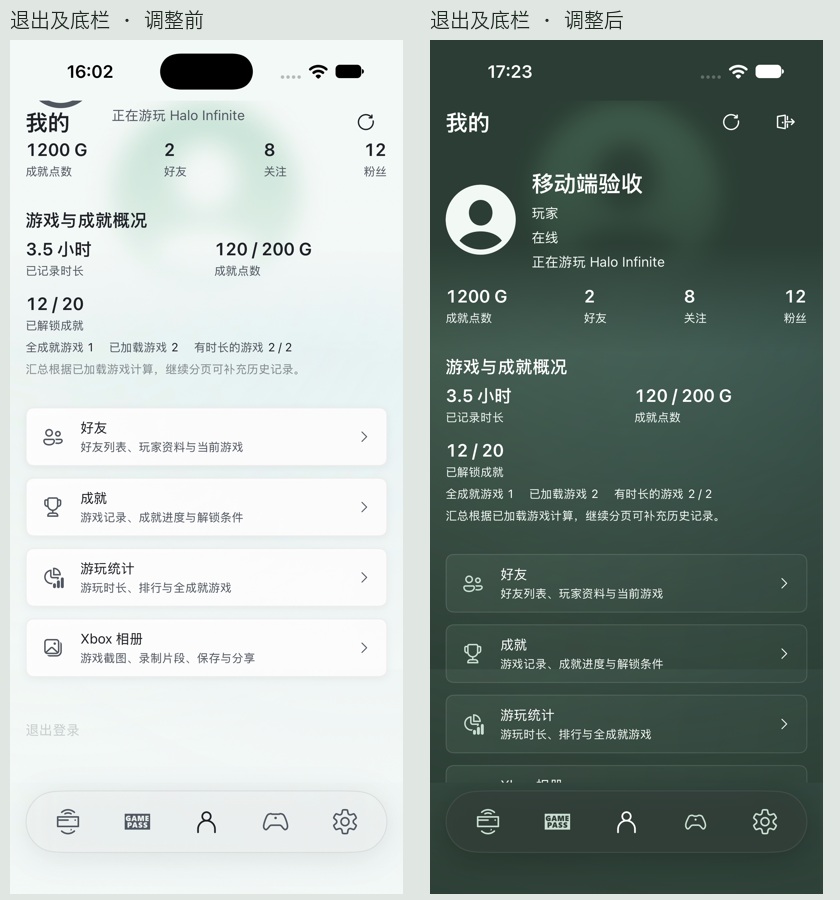 退出及底栏 · 调整前
16:02
我的
正在游玩 Halo Infinite
1200 G
2
8
12
成就点数
好友
关注
粉丝
游戏与成就概况
3.5 小时
120 / 200 G
已记录时长
成就点数
12 / 20
已解锁成就
全成就游戏 1 已加载游戏 2 有时长的游戏 2 / 2
汇总根据已加载游戏计算，继续分页可补充历史记录。
好友
好友列表、玩家资料与当前游戏
成就
游戏记录、成就进度与解锁条件
游玩统计
游玩时长、排行与全成就游戏
Xbox 相册
游戏截图、录制片段、保存与分享
退出登录
GAME
PASS
退出及底栏 · 调整后
17:23
我的
移动端验收
玩家
在线
正在游玩 Halo Infinite
1200 G
2
8
12
成就点数
好友
关注
粉丝
游戏与成就概况
3.5 小时
120 / 200 G
已记录时长
成就点数
12 / 20
已解锁成就
全成就游戏 1 已加载游戏 2 有时长的游戏 2 / 2
汇总根据已加载游戏计算，继续分页可补充历史记录。
好友
好友列表、玩家资料与当前游戏
成就
游戏记录、成就进度与解锁条件
游玩统计
游玩时长、排行与全成就游戏
GAME
PASS